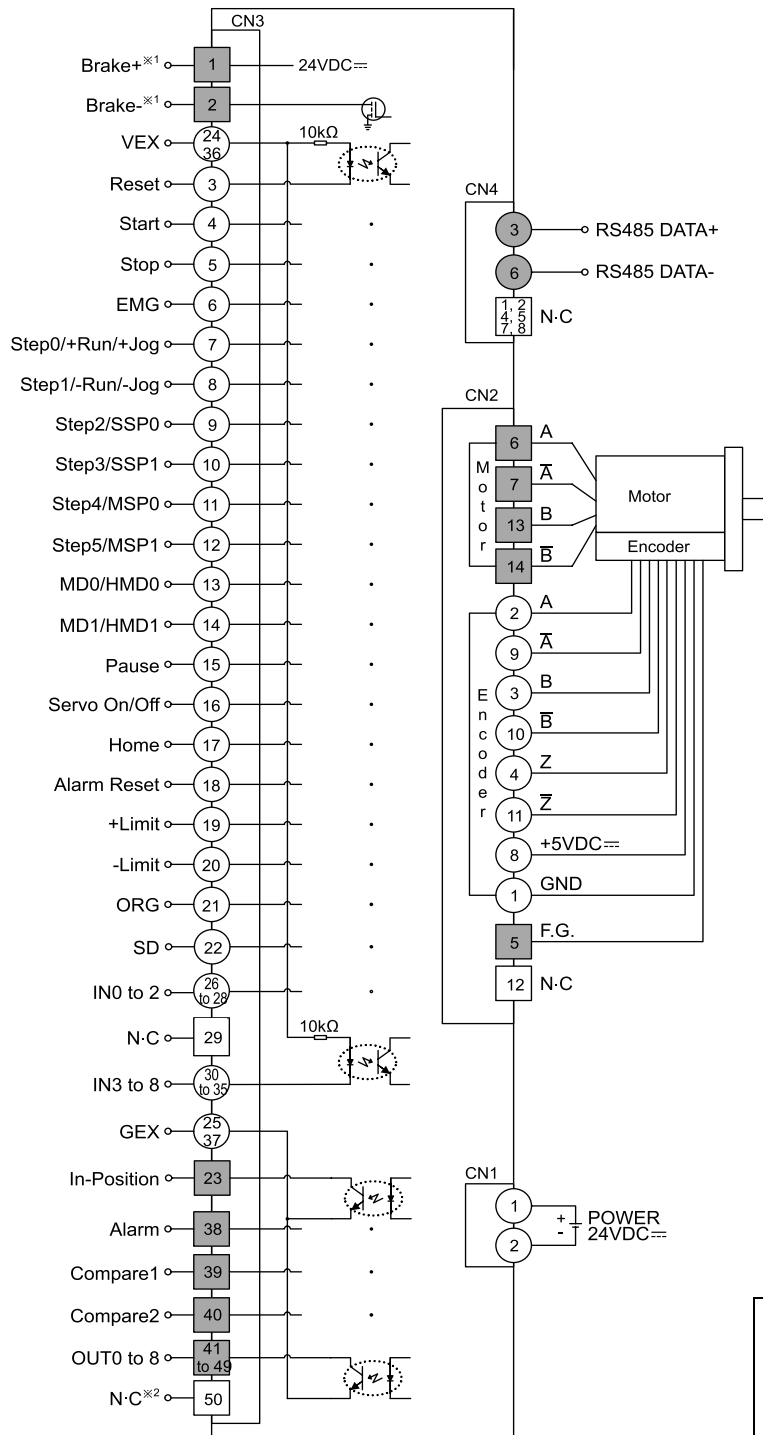 CN3
Brake+※1 1 24VDC⎓
Brake-※1 2
VEX 24 36 10kΩ
Reset 3
Start 4
Stop 5
EMG 6
Step0/+Run/+Jog 7
Step1/-Run/-Jog 8
Step2/SSP0 9
Step3/SSP1 10
Step4/MSP0 11
Step5/MSP1 12
MD0/HMD0 13
MD1/HMD1 14
Pause 15
Servo On/Off 16
Home 17
Alarm Reset 18
+Limit 19
-Limit 20
ORG 21
SD 22
IN0 to 2 26 to 28
N·C 29 10kΩ
IN3 to 8 30 to 35
GEX 25 37
In-Position 23
Alarm 38
Compare1 39
Compare2 40
OUT0 to 8 41 to 49
N·C※2 50
CN4
3 RS485 DATA+
6 RS485 DATA-
1, 2
4, 5
7, 8
N·C
CN2
Motor
6 A
7 A̅
13 B
14 B̅
Motor
Encoder
Encoder
2 A
9 A̅
3 B
10 B̅
4 Z
11 Z̅
8 +5VDC⎓
1 GND
5 F.G.
12 N·C
CN1
1 +
2 -
POWER
24VDC⎓